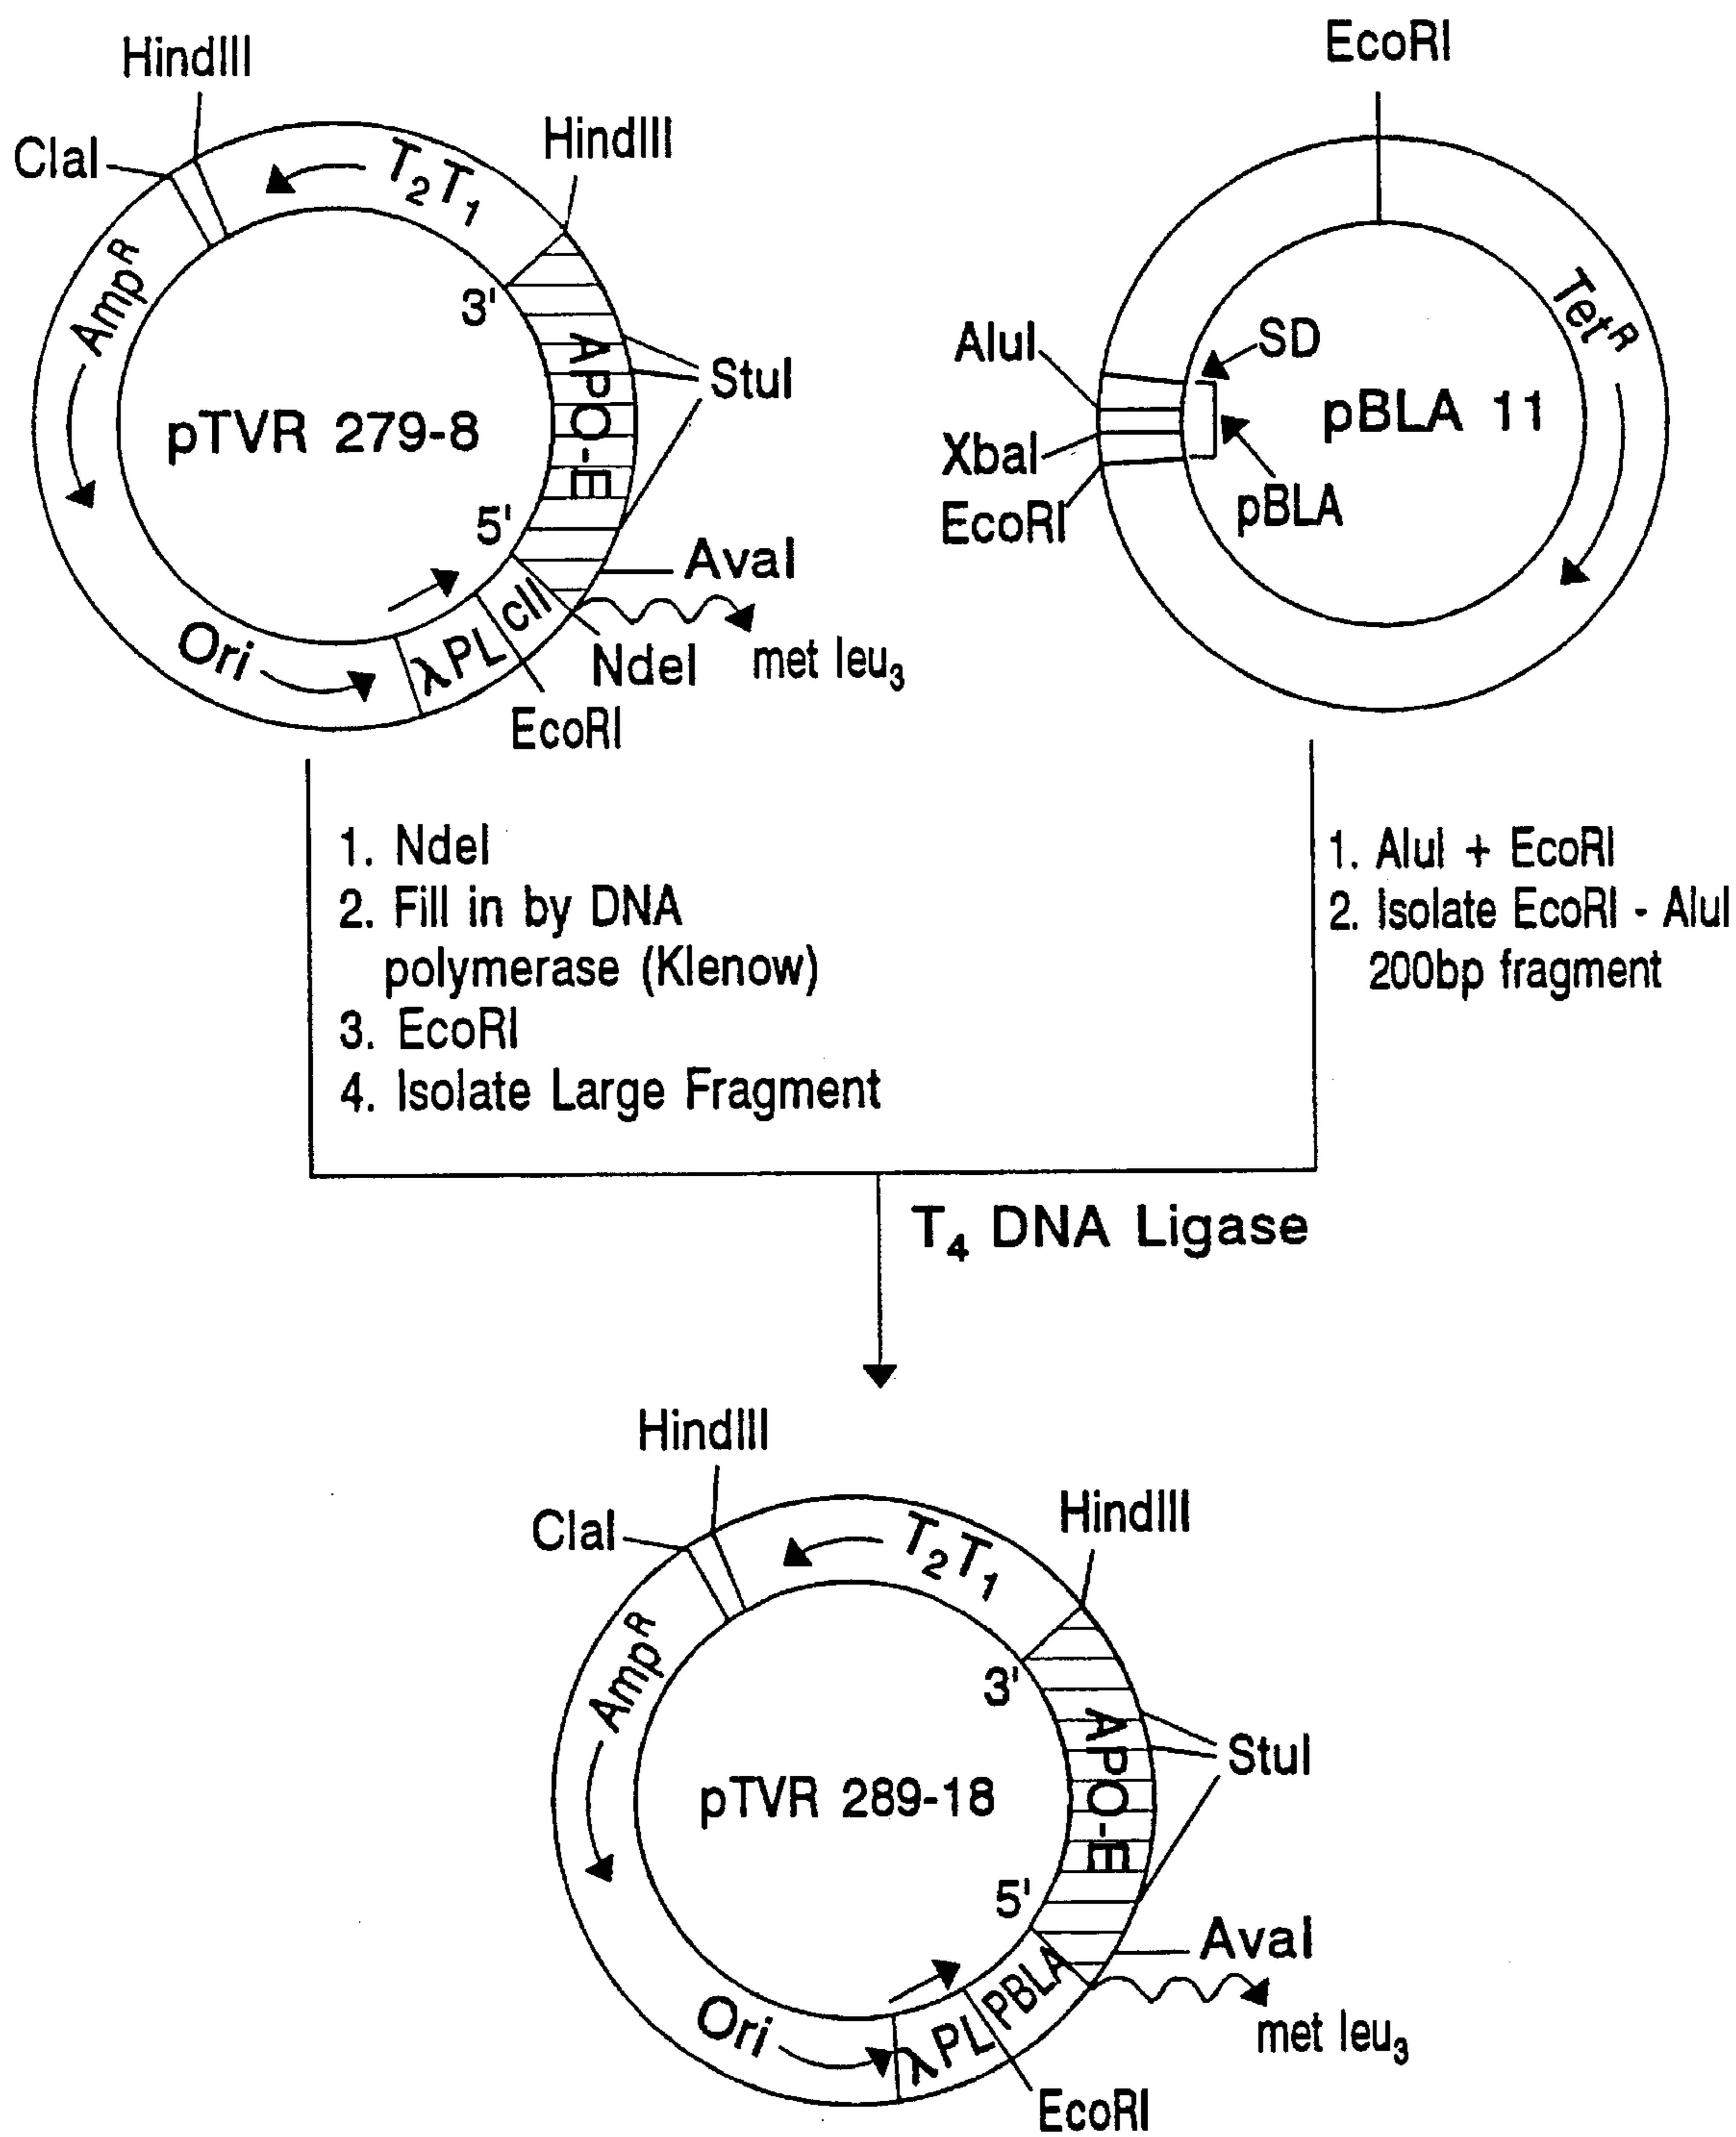 HindIII
ClaI
HindIII
T2T1
AmpR
3'
APO-E
StuI
pTVR 279-8
5'
AvaI
cII
NdeI
met leu3
λPL
Ori
EcoRI
EcoRI
TetR
SD
AluI
pBLA 11
XbaI
EcoRI
pBLA
1. NdeI
2. Fill in by DNA
polymerase (Klenow)
3. EcoRI
4. Isolate Large Fragment
1. AluI + EcoRI
2. Isolate EcoRI - AluI
200bp fragment
T4 DNA Ligase
HindIII
ClaI
HindIII
T2T1
AmpR
3'
APO-E
StuI
pTVR 289-18
5'
AvaI
PBLA
met leu3
λPL
Ori
EcoRI